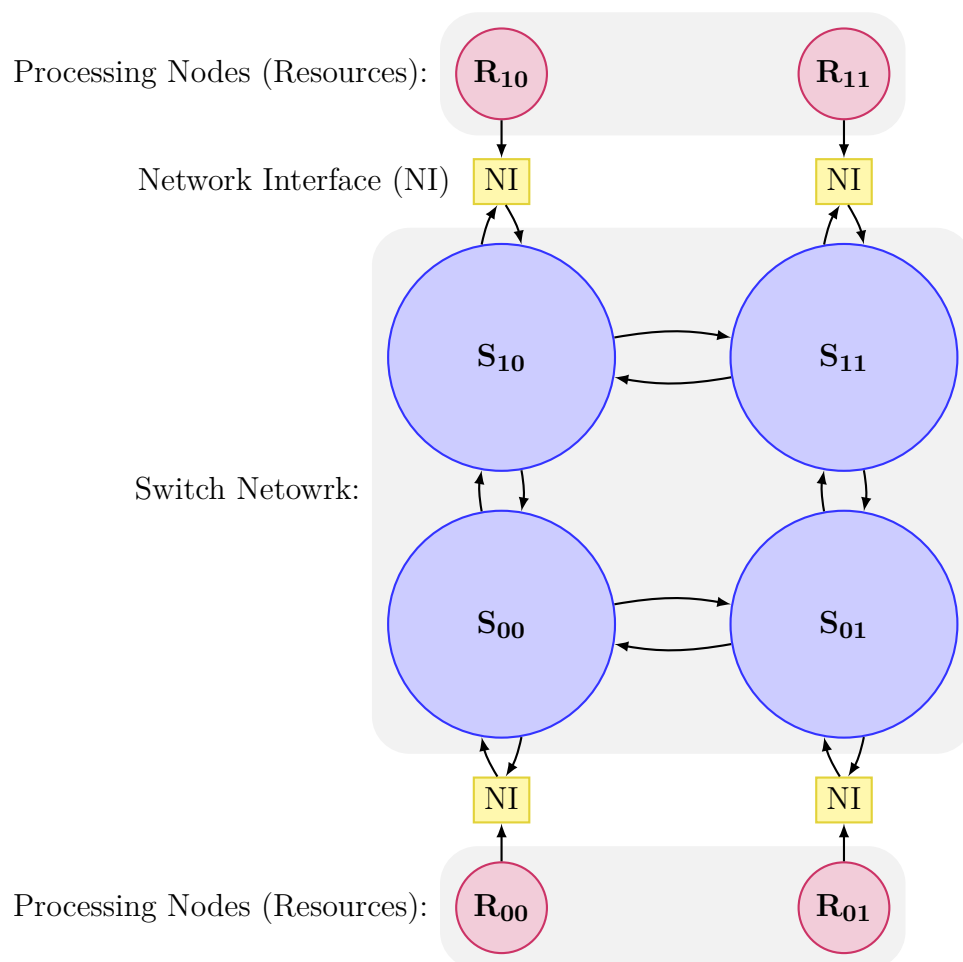 Processing Nodes (Resources): R10 R11
Network Interface (NI) NI NI
S10 S11
Switch Netowrk:
S00 S01
NI NI
Processing Nodes (Resources): R00 R01